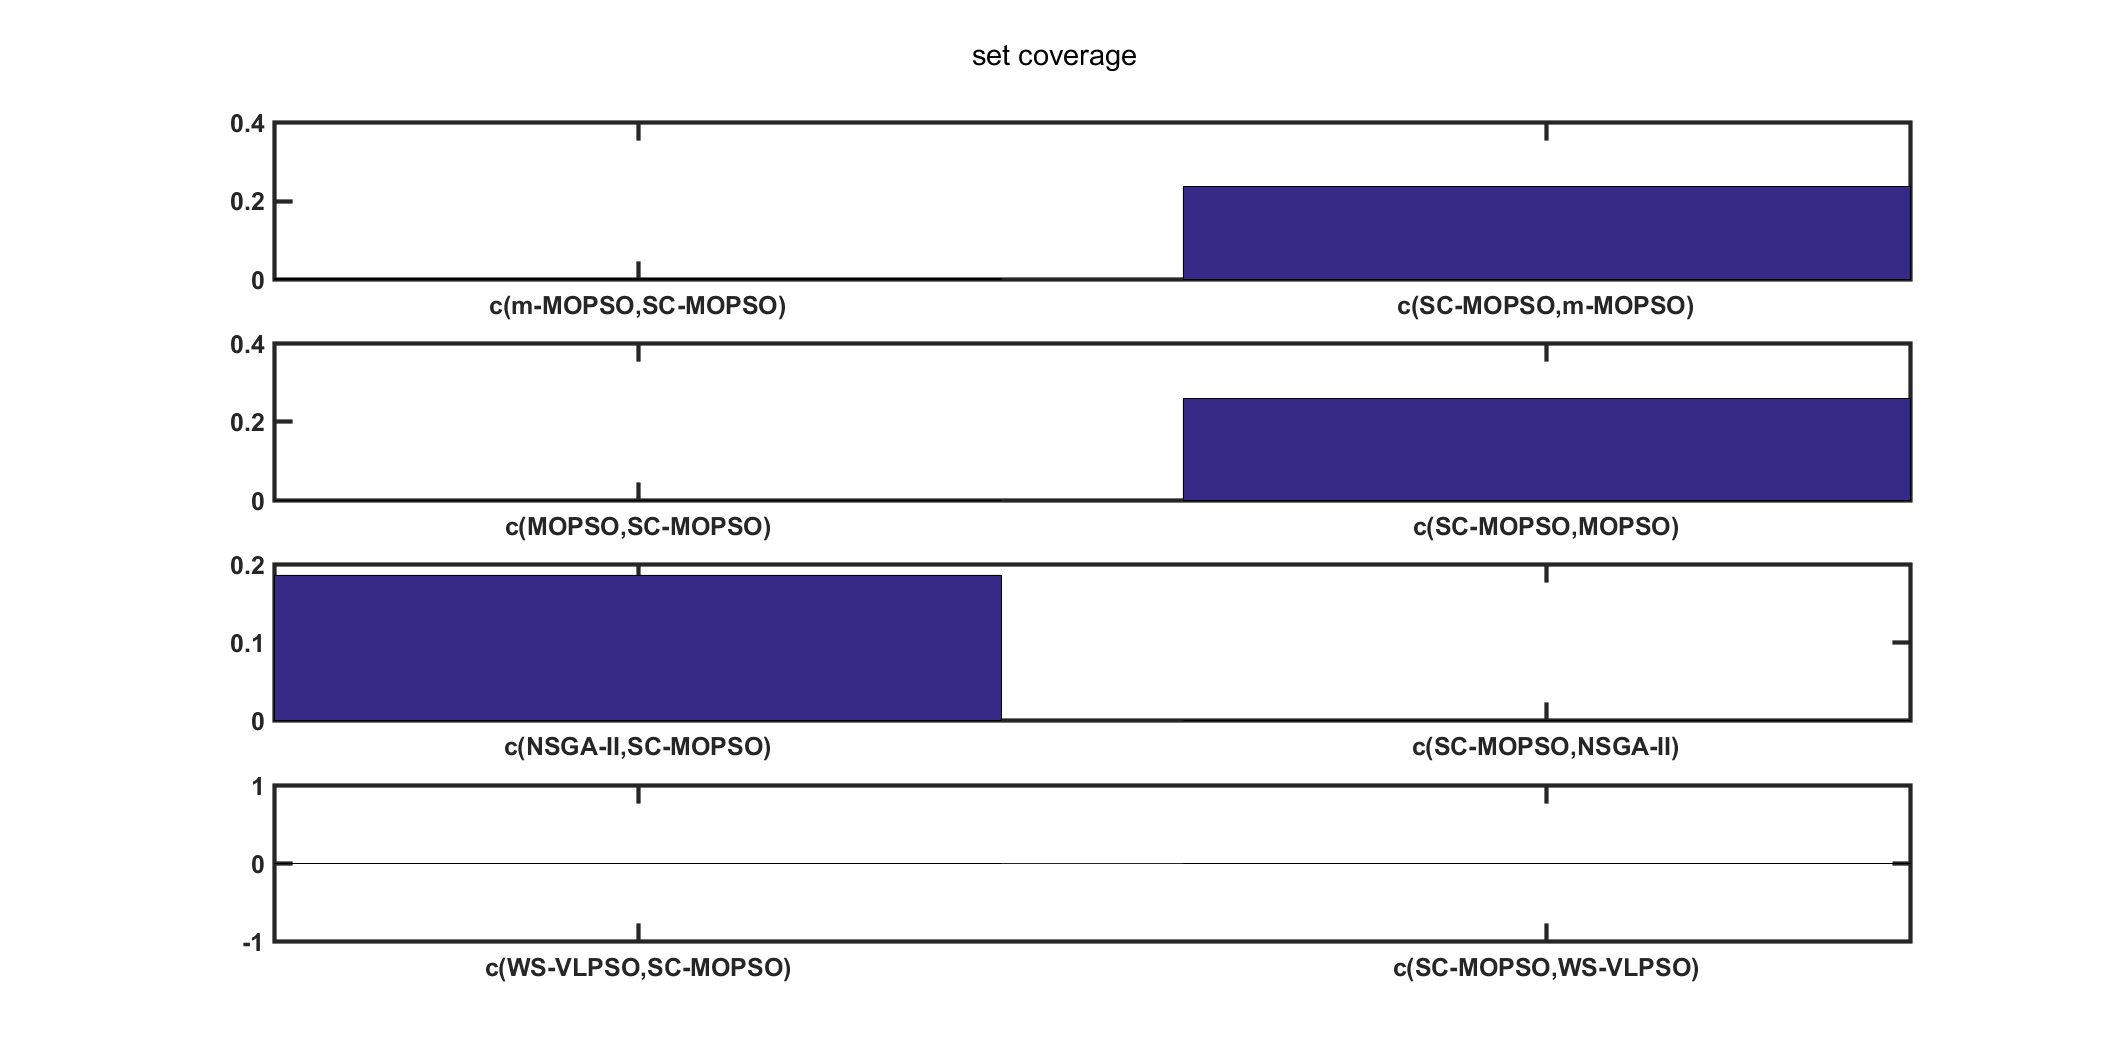 set coverage
0.4
0.2
0
c(m-MOPSO,SC-MOPSO) c(SC-MOPSO,m-MOPSO)
0.4
0.2
0
c(MOPSO,SC-MOPSO) c(SC-MOPSO,MOPSO)
0.2
0.1
0
c(NSGA-II,SC-MOPSO) c(SC-MOPSO,NSGA-II)
1
0
-1
c(WS-VLPSO,SC-MOPSO) c(SC-MOPSO,WS-VLPSO)